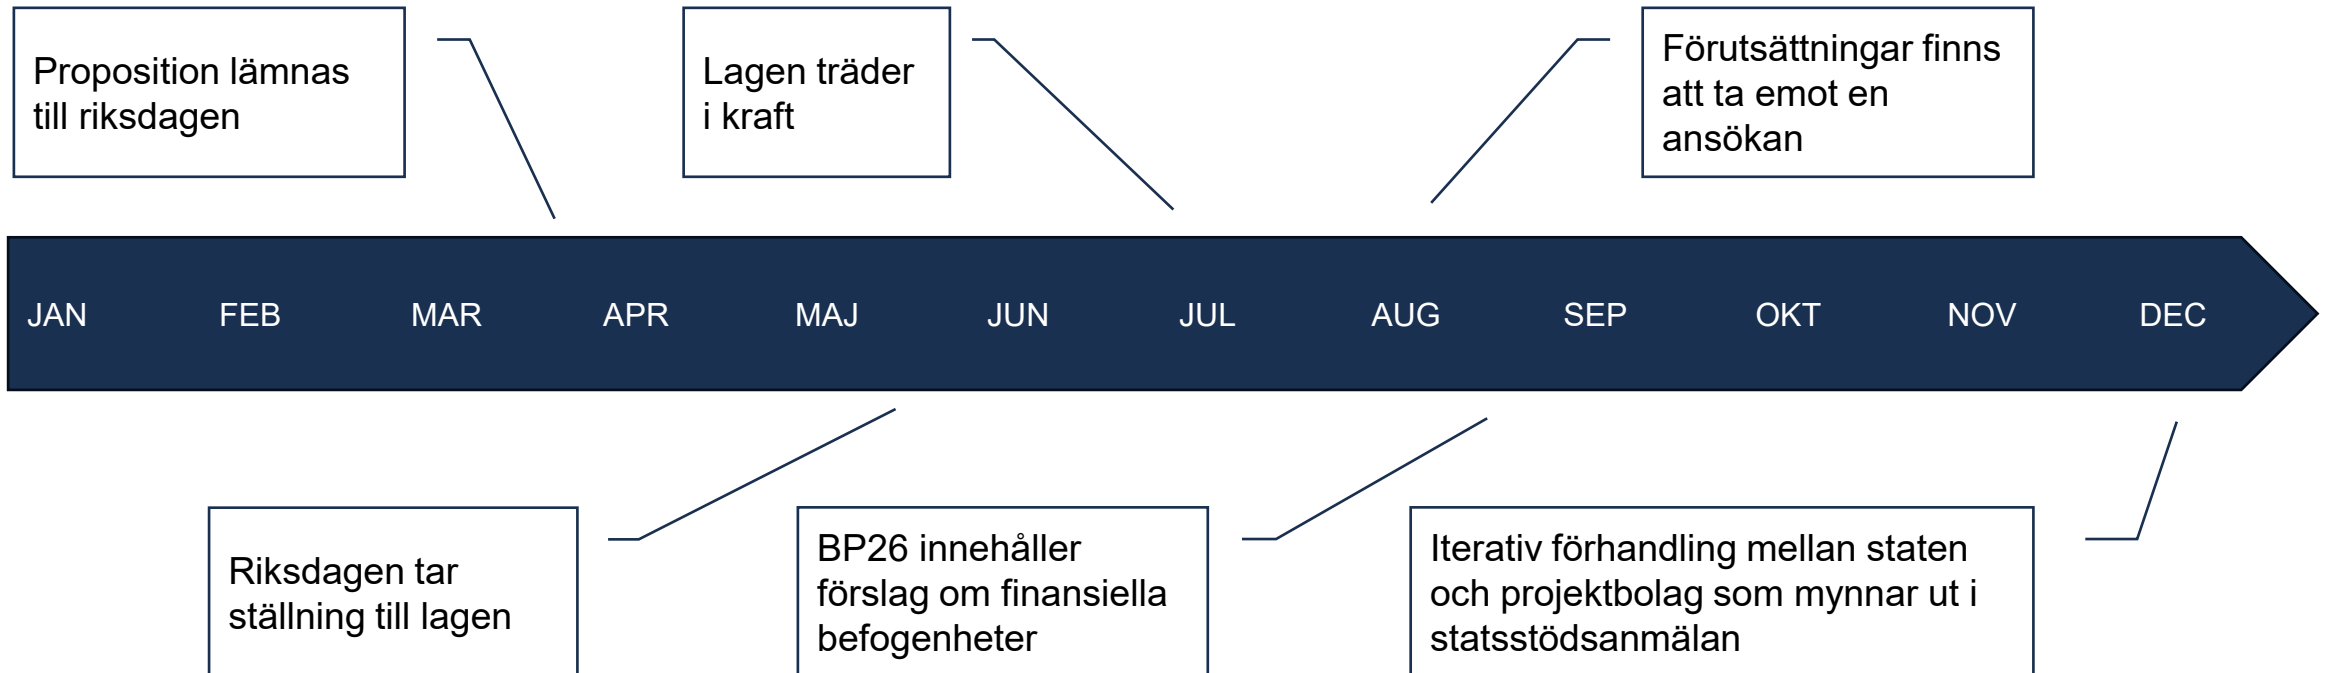 Proposition lämnas
till riksdagen
Lagen träder
i kraft
Förutsättningar finns
att ta emot en
ansökan
JAN FEB MAR APR MAJ JUN JUL AUG SEP OKT NOV DEC
Riksdagen tar
ställning till lagen
BP26 innehåller
förslag om finansiella
befogenheter
Iterativ förhandling mellan staten
och projektbolag som mynnar ut i
statsstödsanmälan